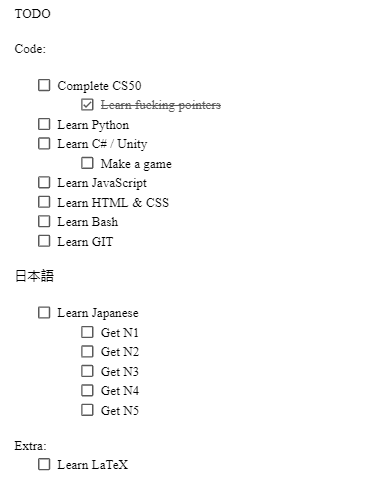 TODO
Code:
Complete CS50
Learn fucking pointers
Learn Python
Learn C# / Unity
Make a game
Learn JavaScript
Learn HTML & CSS
Learn Bash
Learn GIT
日本語
Learn Japanese
Get N1
Get N2
Get N3
Get N4
Get N5
Extra:
Learn LaTeX